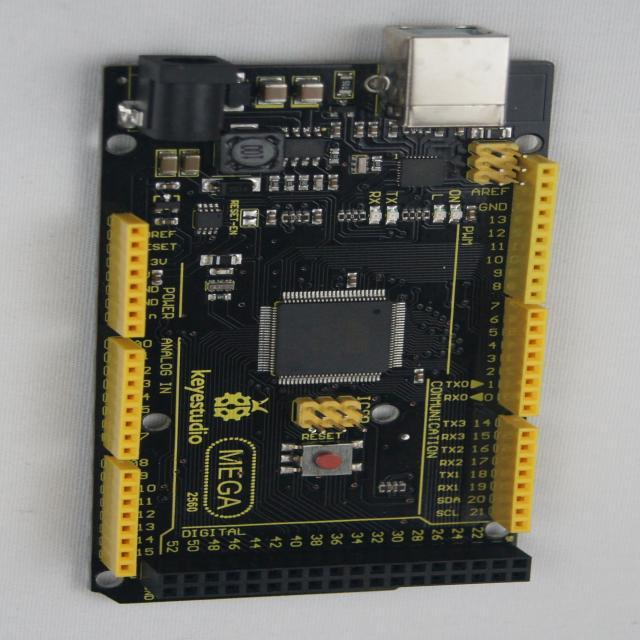 AREF
GND
13
12
11
10
9
8
PWM
7
6
5
4
3
2
TX0 1
RX0 0
COMMUNICATION
TX3 14
RX3 15
TX2 16
RX2 17
TX1 18
RX1 19
SDA 20
SCL 21
RX
TX
ON
RESET-EN
3V
POWER
ANALOG IN
10
11
12
13
14
15
keyestudio
MEGA
2560
ICSP
RESET
DIGITAL
52 50 48 46 44 42 40 38 36 34 32 30 28 26 24 22